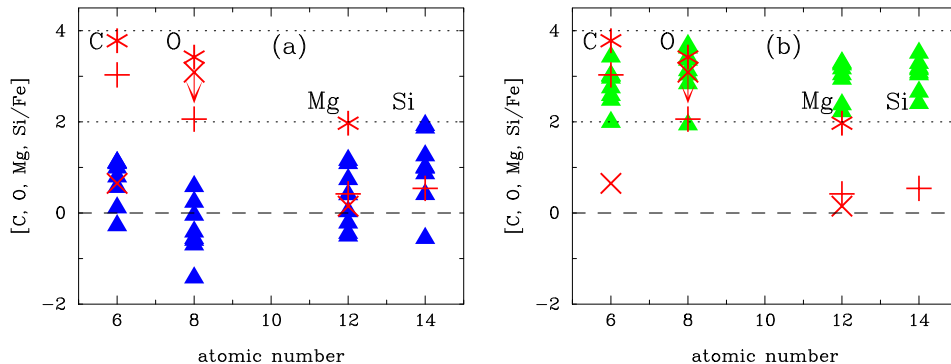 4
2
0
−2
[C, O, Mg, Si/Fe]
C
O
(a)
Mg
Si
6
8
10
12
14
atomic number
4
2
0
−2
[C, O, Mg, Si/Fe]
C
O
(b)
Mg
Si
6
8
10
12
14
atomic number